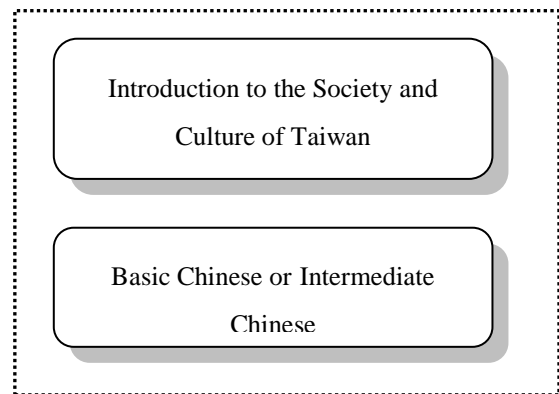 Introduction to the Society and
Culture of Taiwan
Basic Chinese or Intermediate
Chinese